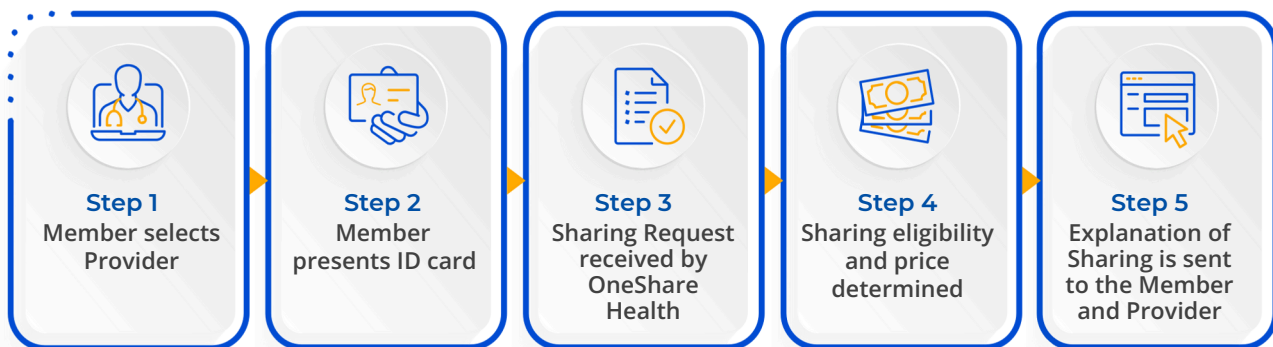 Step 1
Member selects
Provider
Step 2
Member
presents ID card
Step 3
Sharing Request
received by
OneShare
Health
Step 4
Sharing eligibility
and price
determined
Step 5
Explanation of
Sharing is sent
to the Member
and Provider